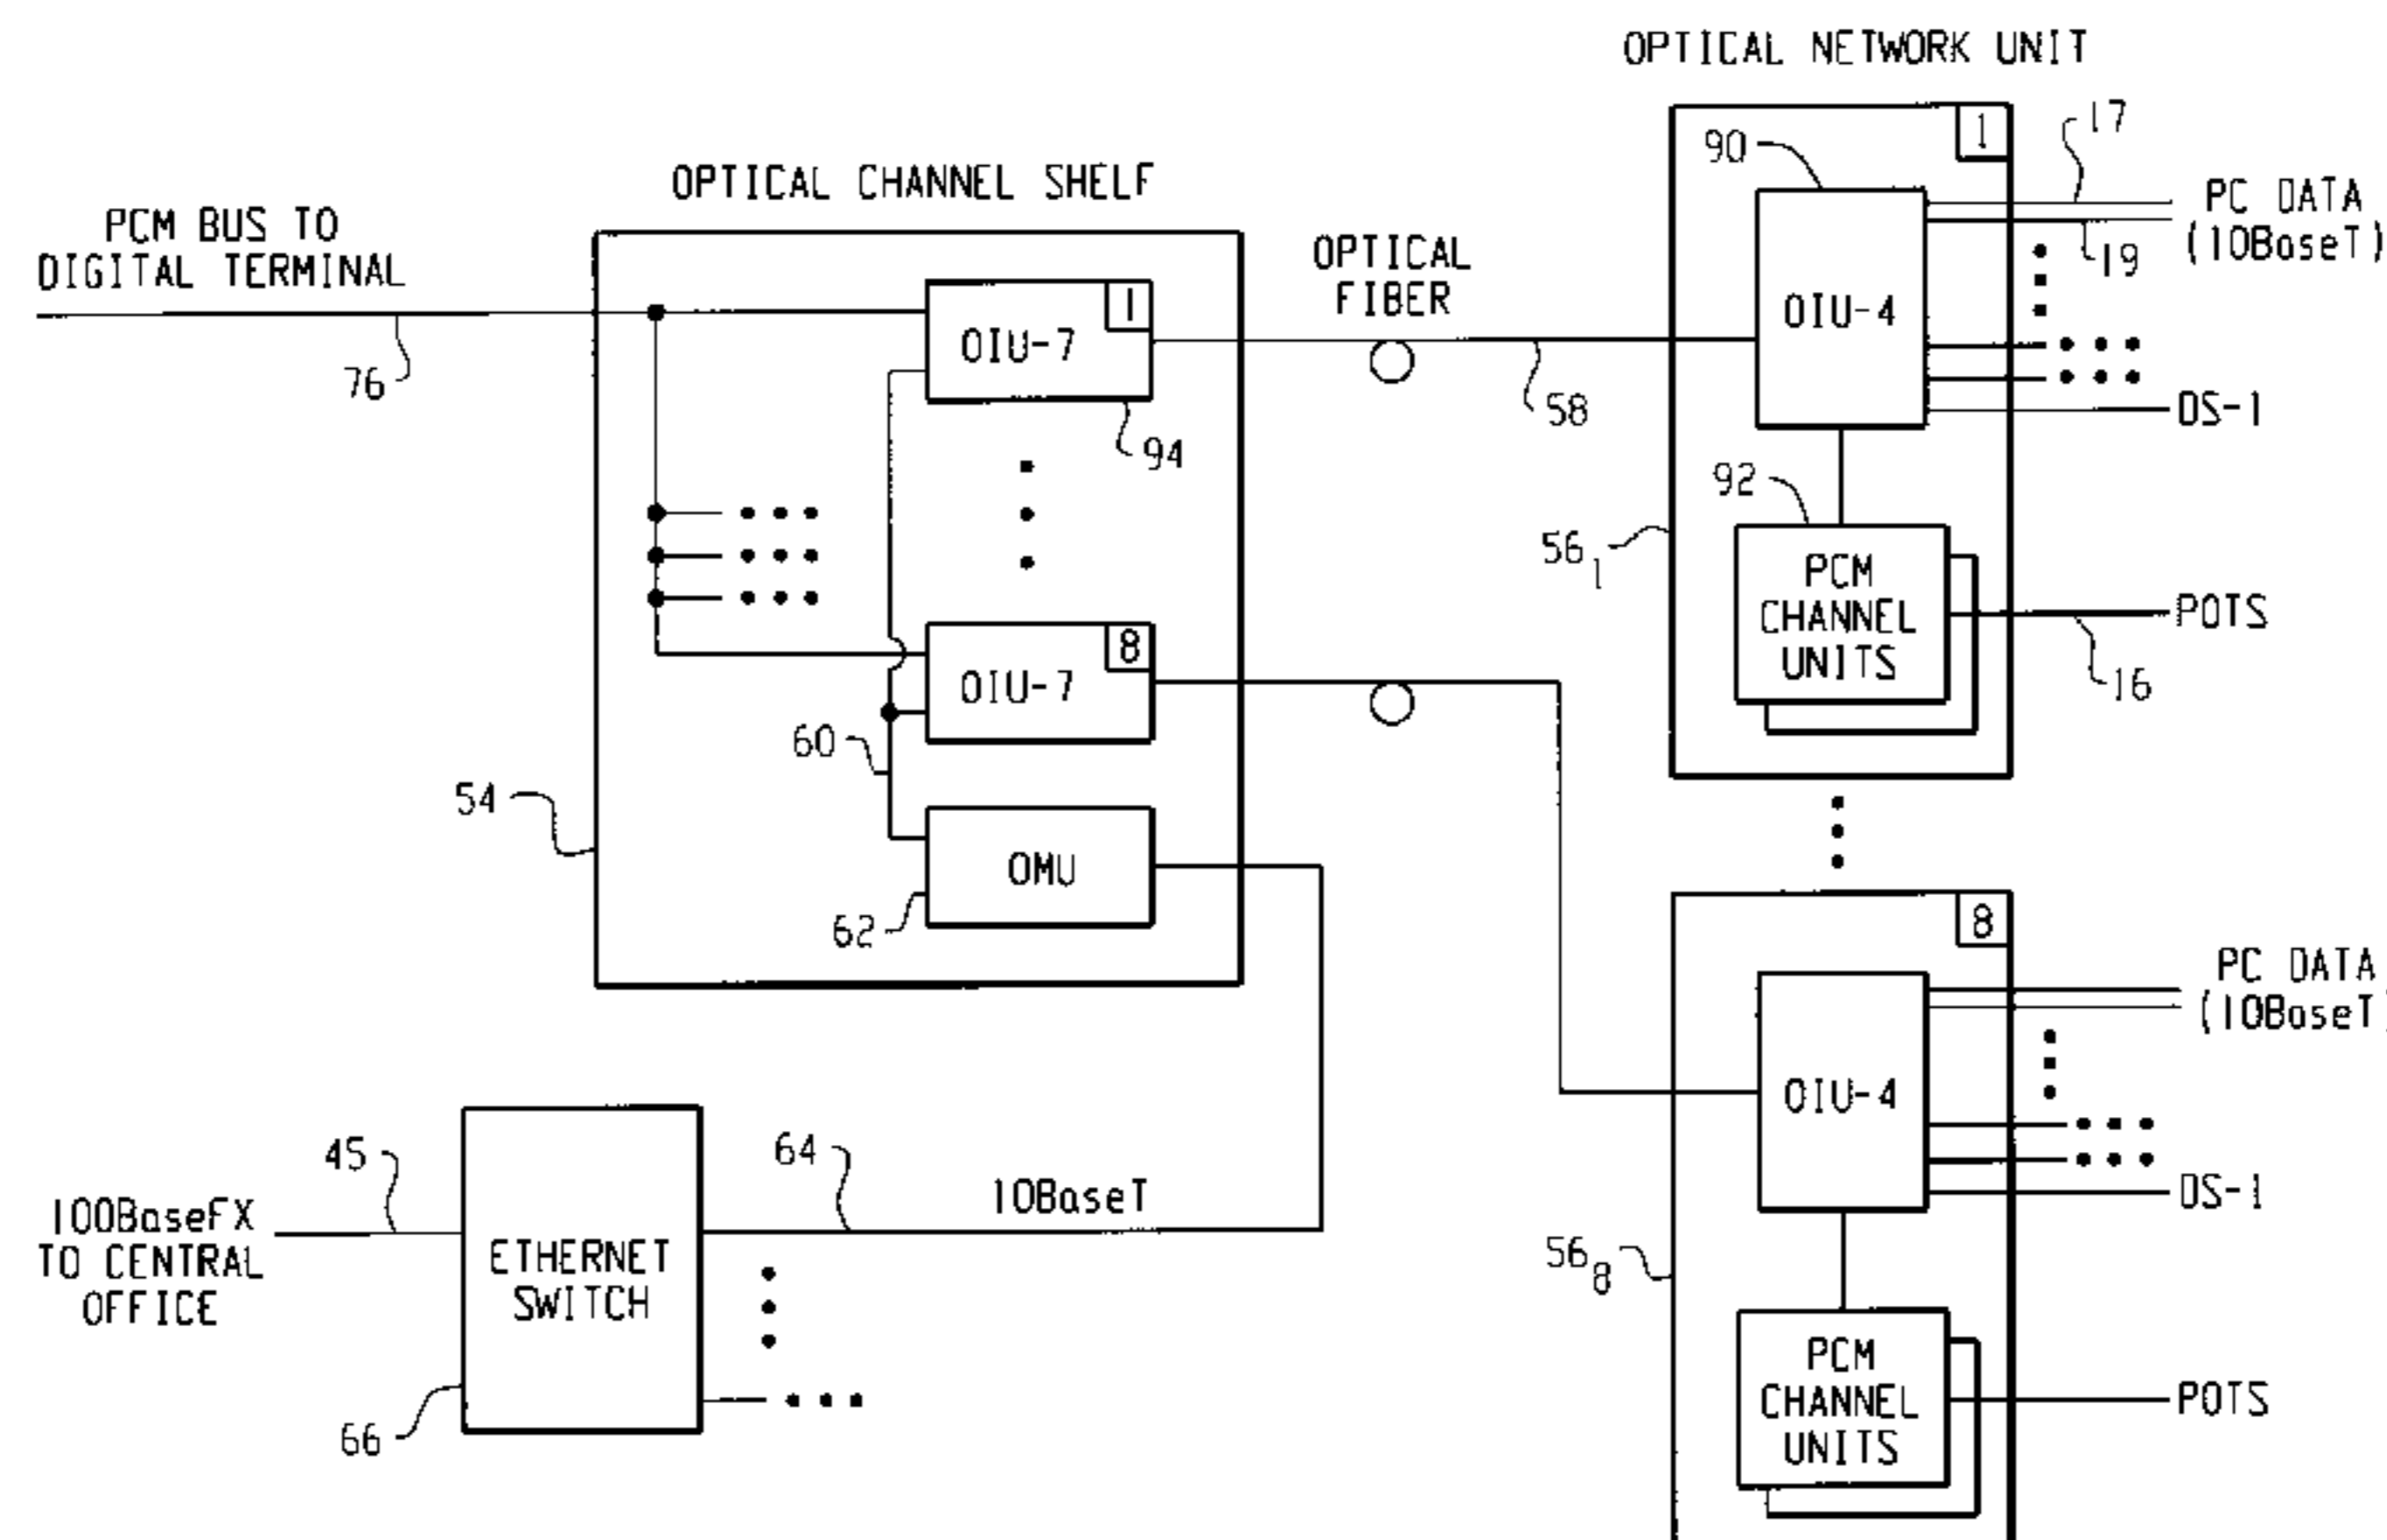 OPTICAL NETWORK UNIT
1
17
90
PC DATA
(10BaseT)
19
OPTICAL CHANNEL SHELF
PCM BUS TO
DIGITAL TERMINAL
76
OPTICAL
FIBER
OIU-7
1
94
58
OIU-4
DS-1
92
56 1
PCM
CHANNEL
UNITS
POTS
16
OIU-7
8
60
54
OMU
62
8
PC DATA
(10BaseT)
OIU-4
DS-1
45
64
10BaseT
100BaseFX
TO CENTRAL
OFFICE
ETHERNET
SWITCH
66
56 8
PCM
CHANNEL
UNITS
POTS